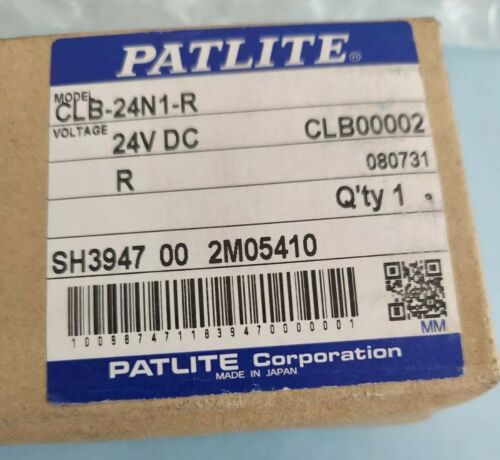 PATLITE®
MODEL
CLB-24N1-R
VOLTAGE 24V DC CLB00002
080731
R
Q'ty 1
SH3947 00 2M05410
1009874711839470000001
MM
PATLITE Corporation
MADE IN JAPAN